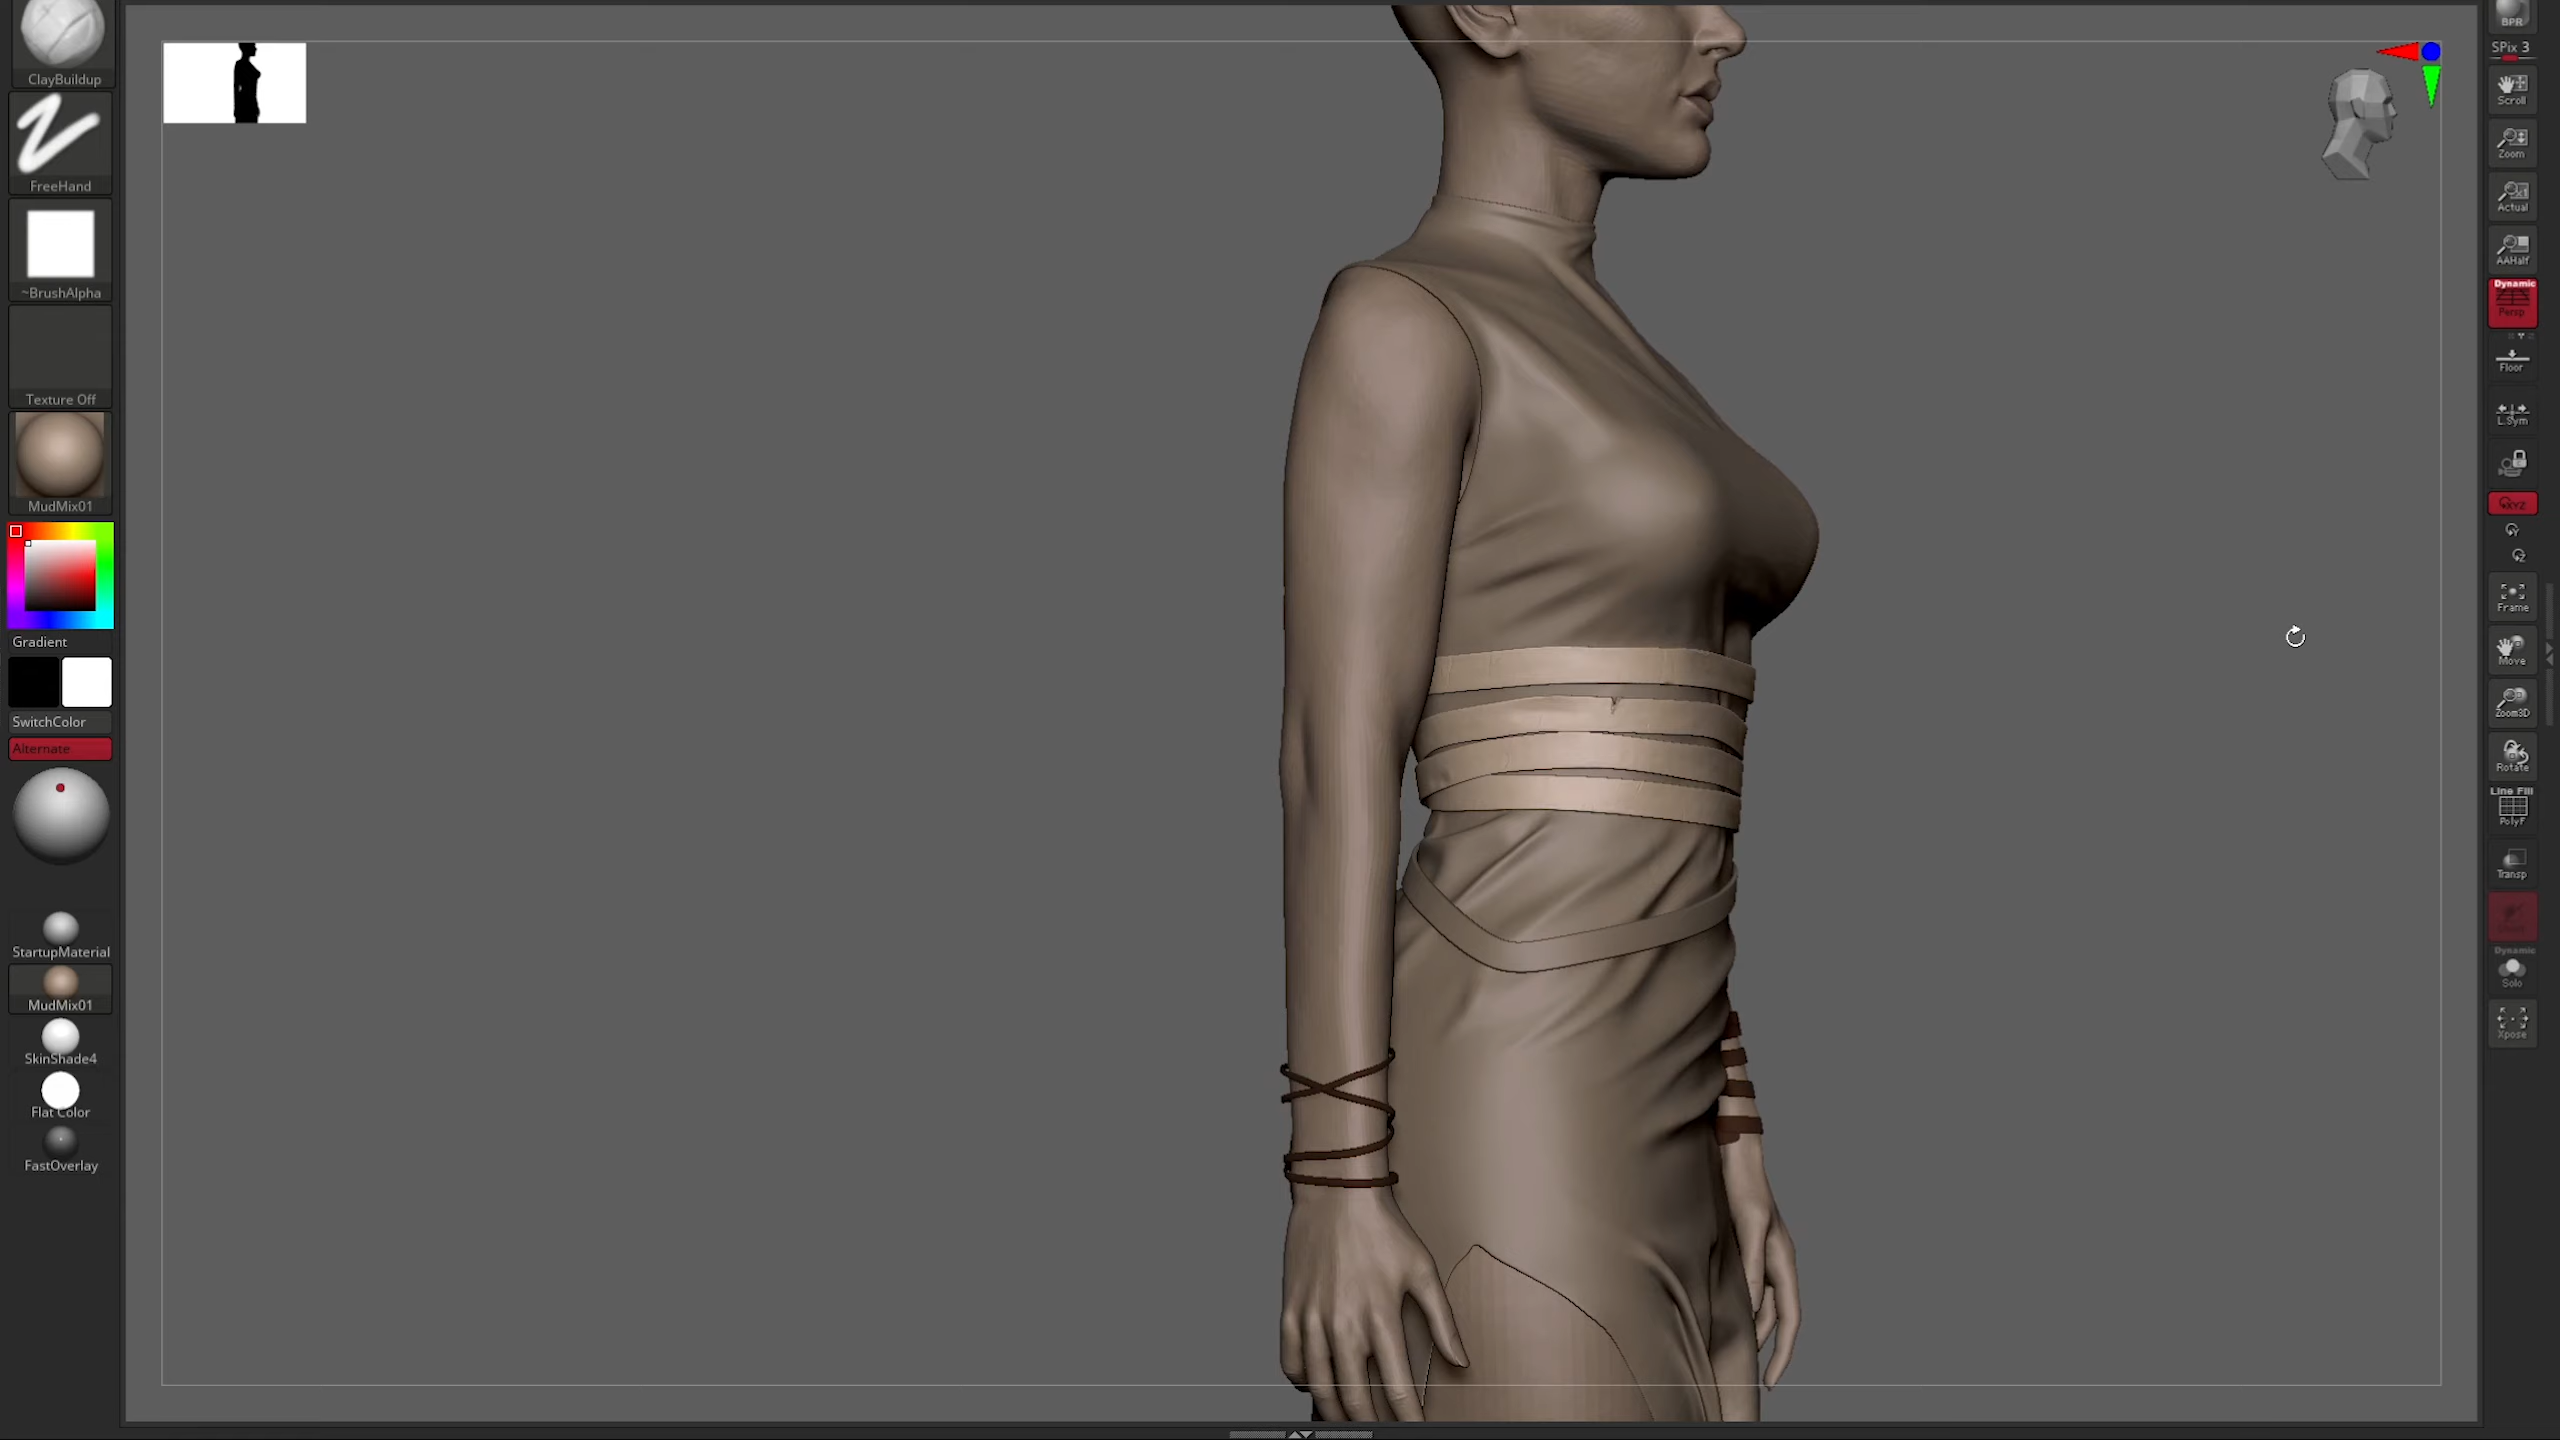 ClayBuildup
FreeHand
~BrushAlpha
Texture Off
MudMix01
Gradient
SwitchColor
Alternate
StartupMaterial
MudMix01
SkinShade4
Flat Color
FastOverlay
BPR
SPix 3
Scroll
Zoom
Actual
AAHalf
Dynamic
Persp
Floor
L.Sym
XYZ
Y
Z
Frame
Move
Zoom3D
Rotate
Line Fill
PolyF
Transp
Dynamic
Solo
Xpose